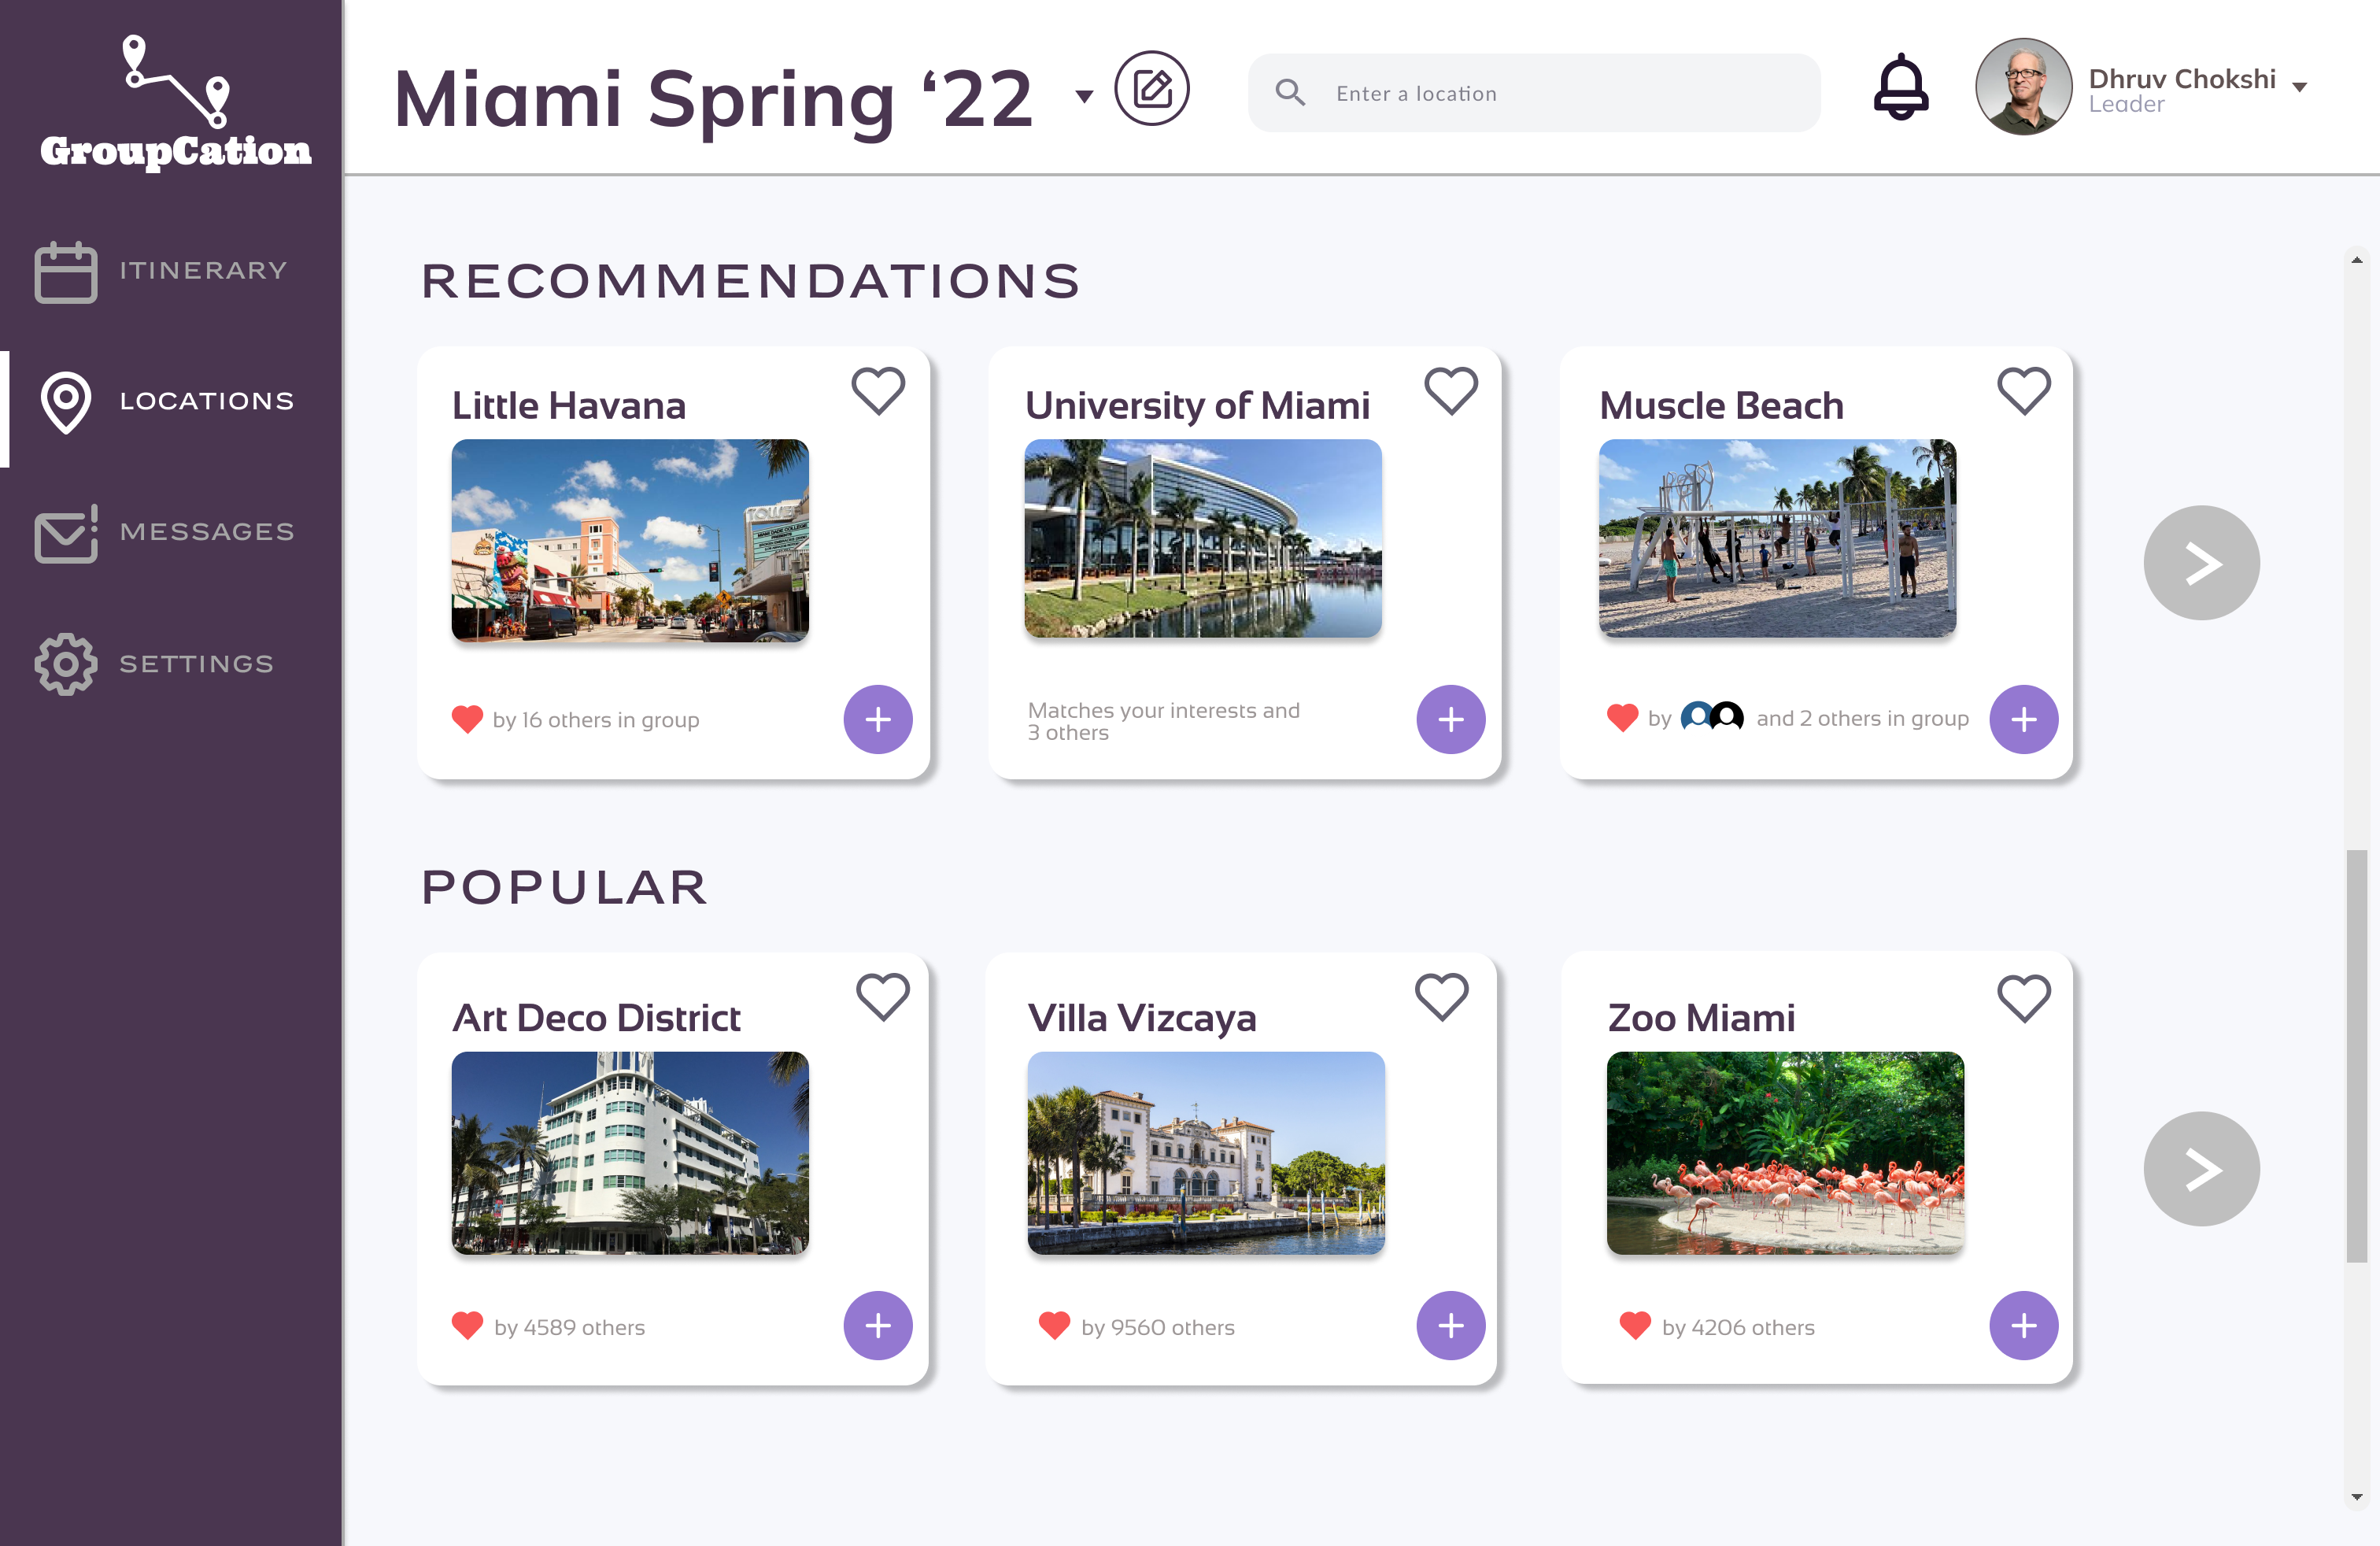 GroupCation
ITINERARY
LOCATIONS
MESSAGES
SETTINGS
Miami Spring ‘22
Enter a location
Dhruv Chokshi
Leader
RECOMMENDATIONS
Little Havana
TOWER
by 16 others in group
University of Miami
Matches your interests and
3 others
Muscle Beach
by and 2 others in group
>
POPULAR
Art Deco District
by 4589 others
Villa Vizcaya
by 9560 others
Zoo Miami
by 4206 others
>